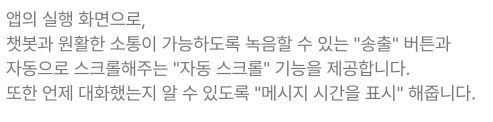 앱의 실행 화면으로,
챗봇과 원활한 소통이 가능하도록 녹음할 수 있는 "송출" 버튼과
자동으로 스크롤해주는 "자동 스크롤" 기능을 제공합니다.
또한 언제 대화했는지 알 수 있도록 "메시지 시간을 표시" 해줍니다.